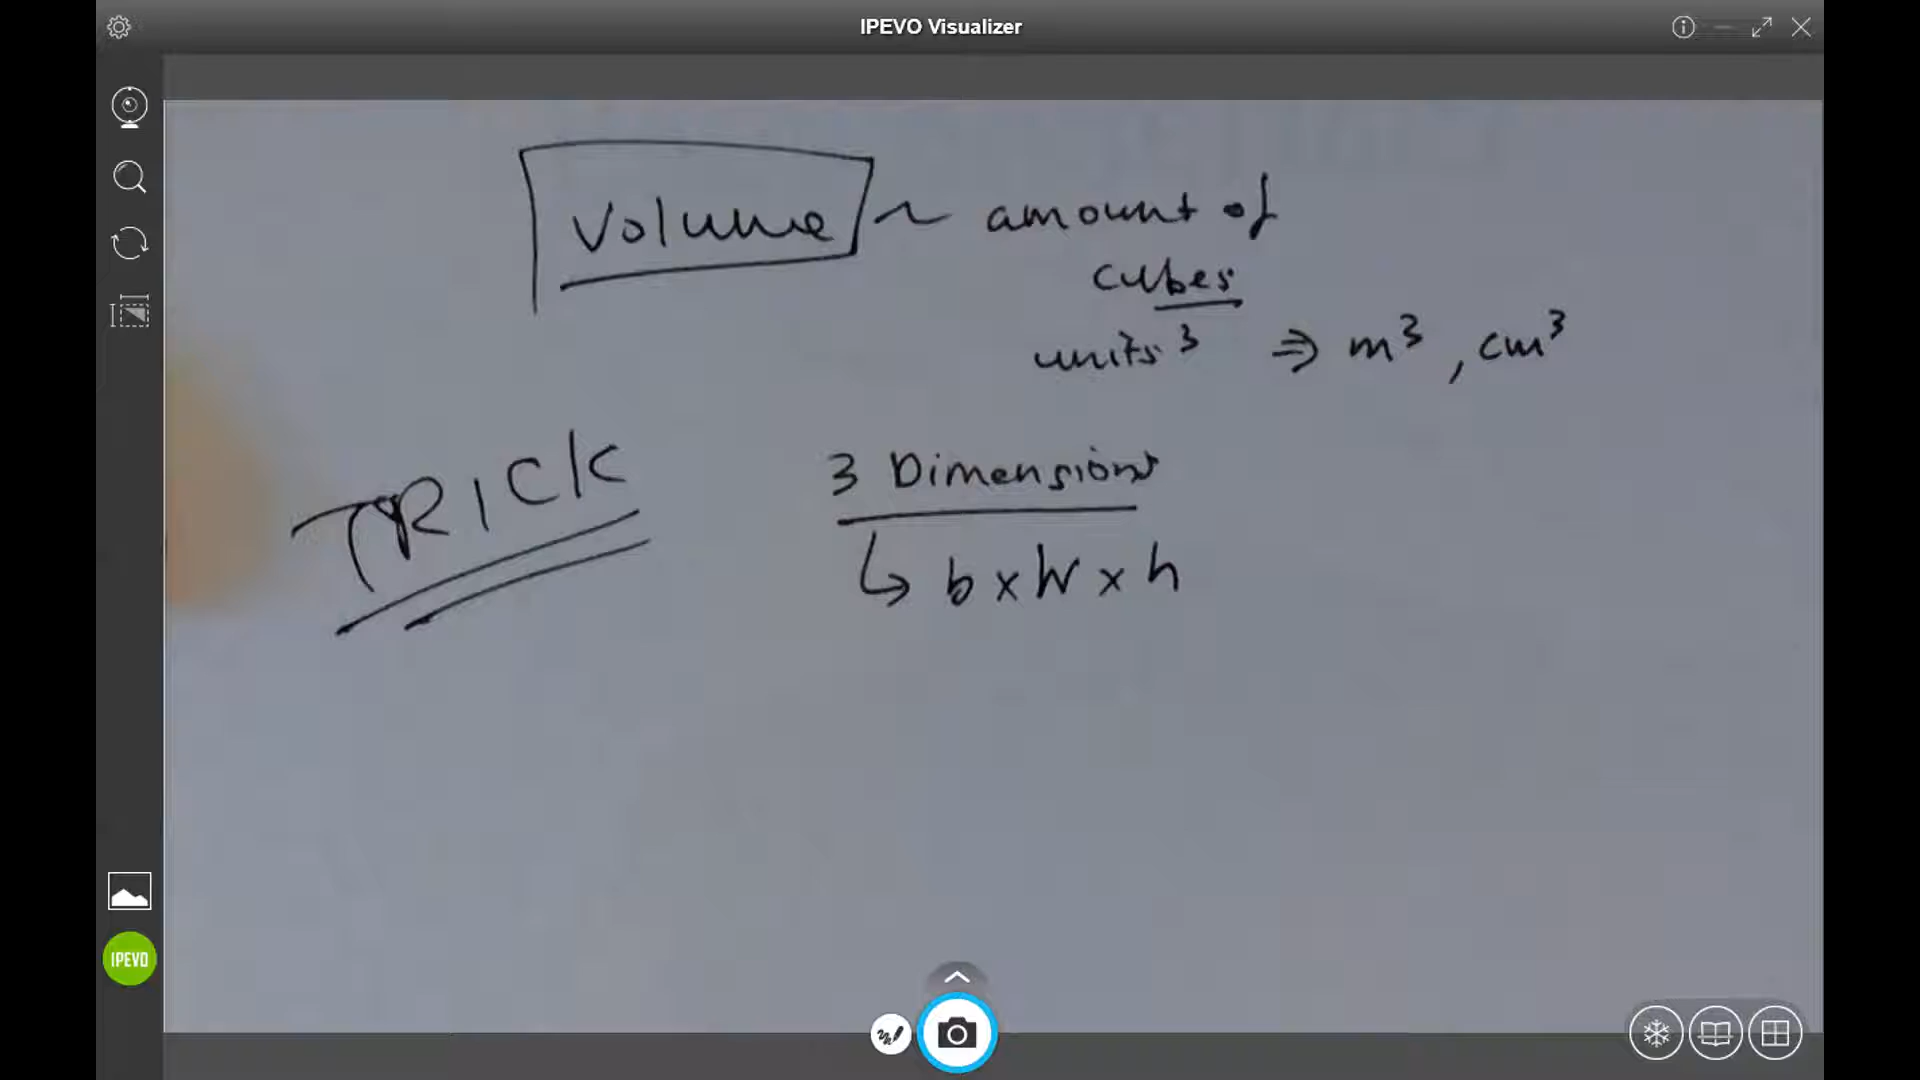 IPEVO Visualizer
Volume ~ amount of
cubes
units³ ⇒ m³, cm³
TRICK
3 Dimensions
↳ b x W x h
IPEVO